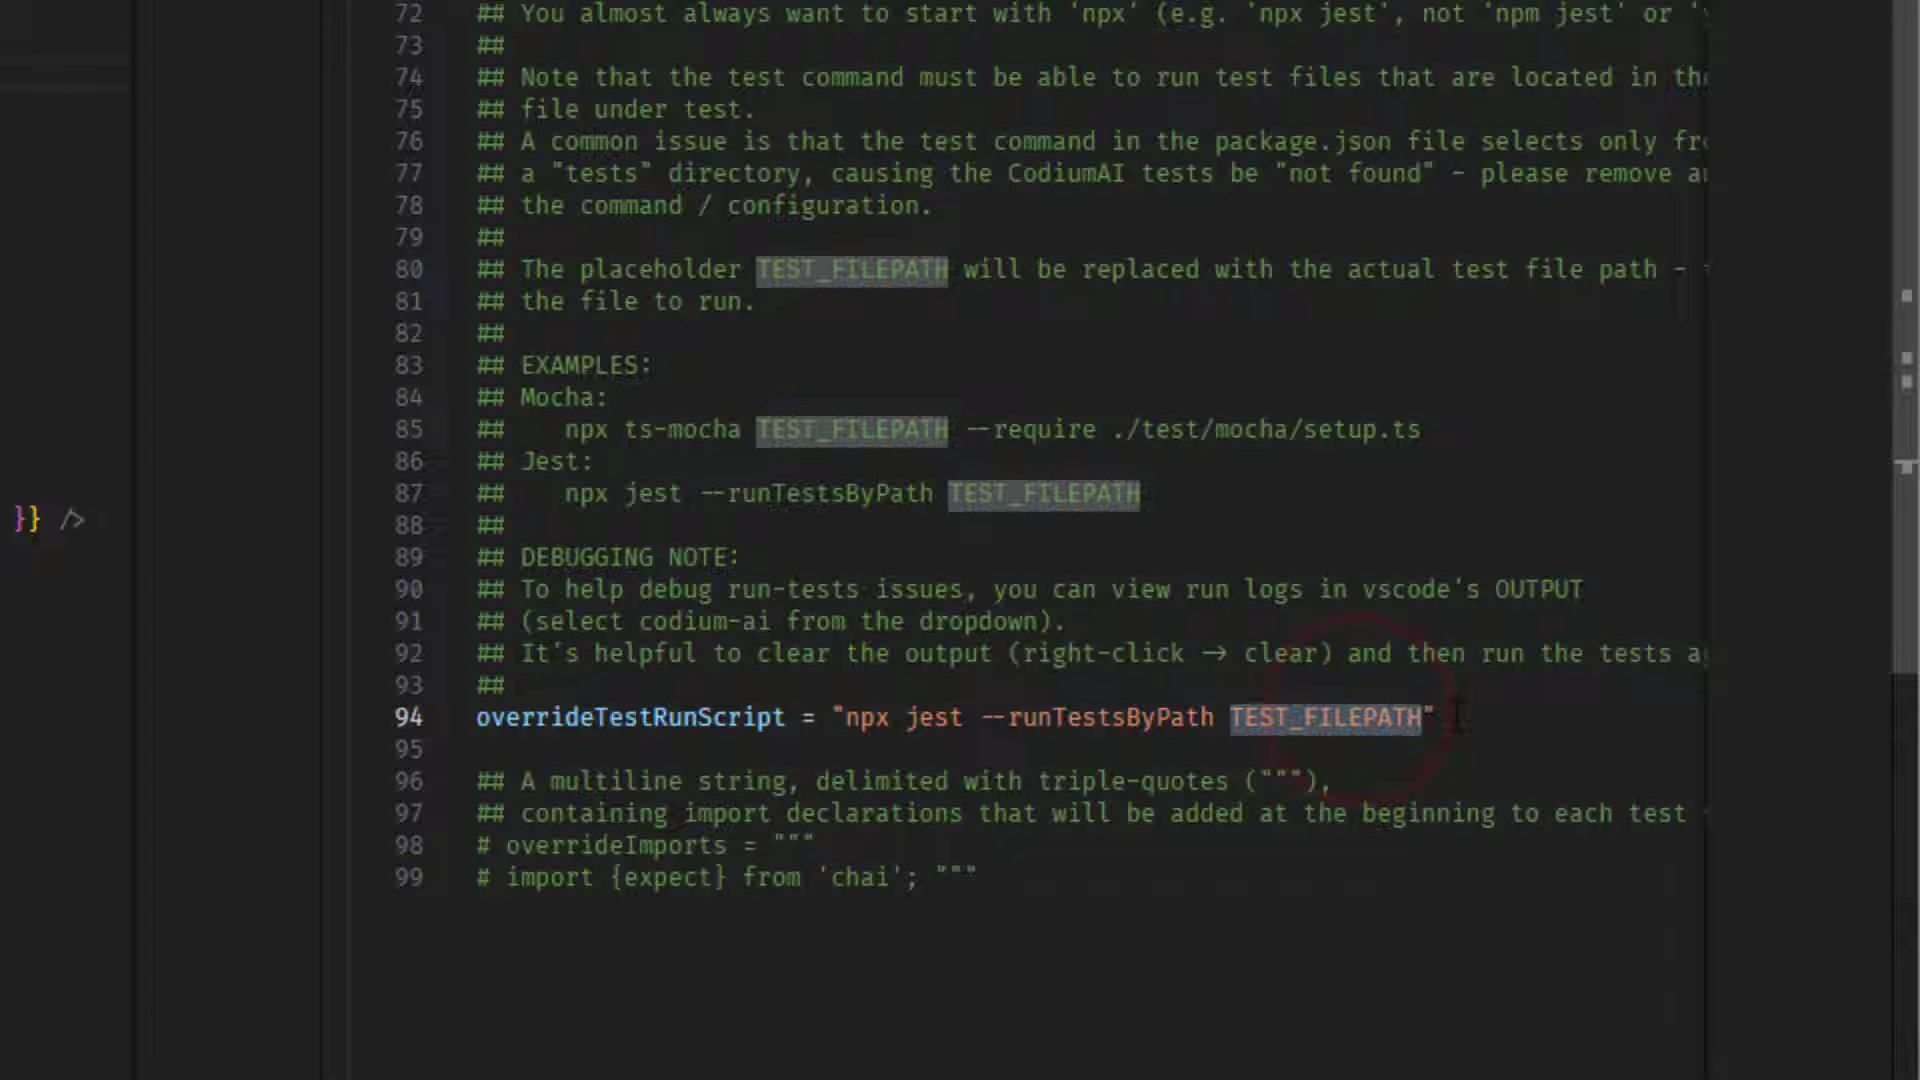 72 ## You almost always want to start with 'npx' (e.g. 'npx jest', not 'npm jest' or '
73 ##
74 ## Note that the test command must be able to run test files that are located in the
75 ## file under test.
76 ## A common issue is that the test command in the package.json file selects only
77 ## a "tests" directory, causing the CodiumAI tests be "not found" - please remove
78 ## the command / configuration.
79 ##
80 ## The placeholder TEST_FILEPATH will be replaced with the actual test file path -
81 ## the file to run.
82 ##
83 ## EXAMPLES:
84 ## Mocha:
85 ##    npx ts-mocha TEST_FILEPATH --require ./test/mocha/setup.ts
86 ## Jest:
}} />
87 ##    npx jest --runTestsByPath TEST_FILEPATH
88 ##
89 ## DEBUGGING NOTE:
90 ## To help debug run-tests issues, you can view run logs in vscode's OUTPUT
91 ## (select codium-ai from the dropdown).
92 ## It's helpful to clear the output (right-click -> clear) and then run the tests
93 ##
94 overrideTestRunScript = "npx jest --runTestsByPath TEST_FILEPATH"
95
96 ## A multiline string, delimited with triple-quotes ("""),
97 ## containing import declarations that will be added at the beginning to each test
98 # overrideImports = """
99 # import {expect} from 'chai'; """